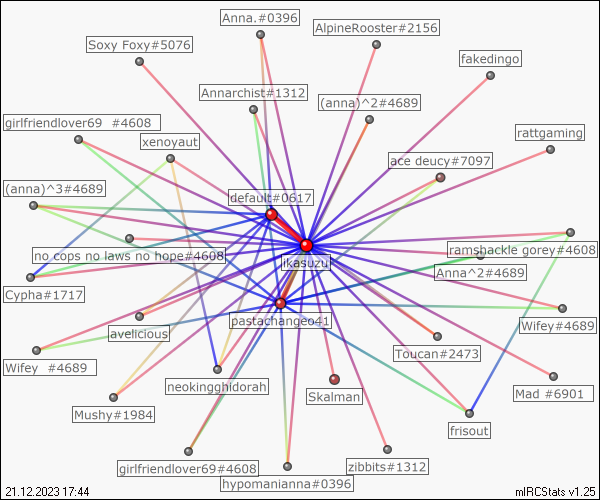 Anna.#0396
AlpineRooster#2156
Soxy Foxy#5076
fakedingo
Annarchist#1312
(anna)^2#4689
girlfriendlover69 #4608
rattgaming
xenoyaut
ace deucy#7097
(anna)^3#4689
default#0617
no cops no laws no hope#4608
ramshackle gorey#4608
ikasuzu
Anna^2#4689
Cypha#1717
pastachangeo41
Wifey#4689
avelicious
Toucan#2473
Wifey #4689
neokingghidorah
Skalman
Mad #6901
Mushy#1984
frisout
girlfriendlover69#4608
zibbits#1312
hypomanianna#0396
21.12.2023 17:44
mIRCStats v1.25